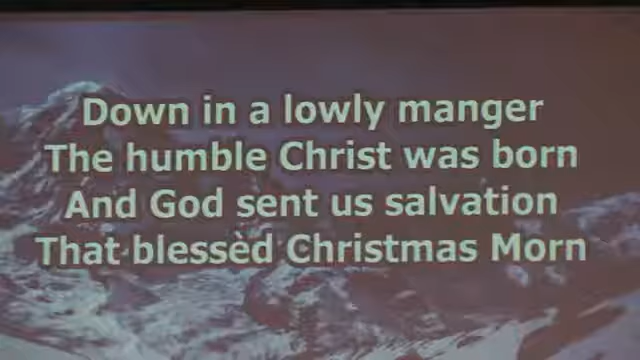 Down in a lowly manger
The humble Christ was born
And God sent us salvation
That blessed Christmas Morn